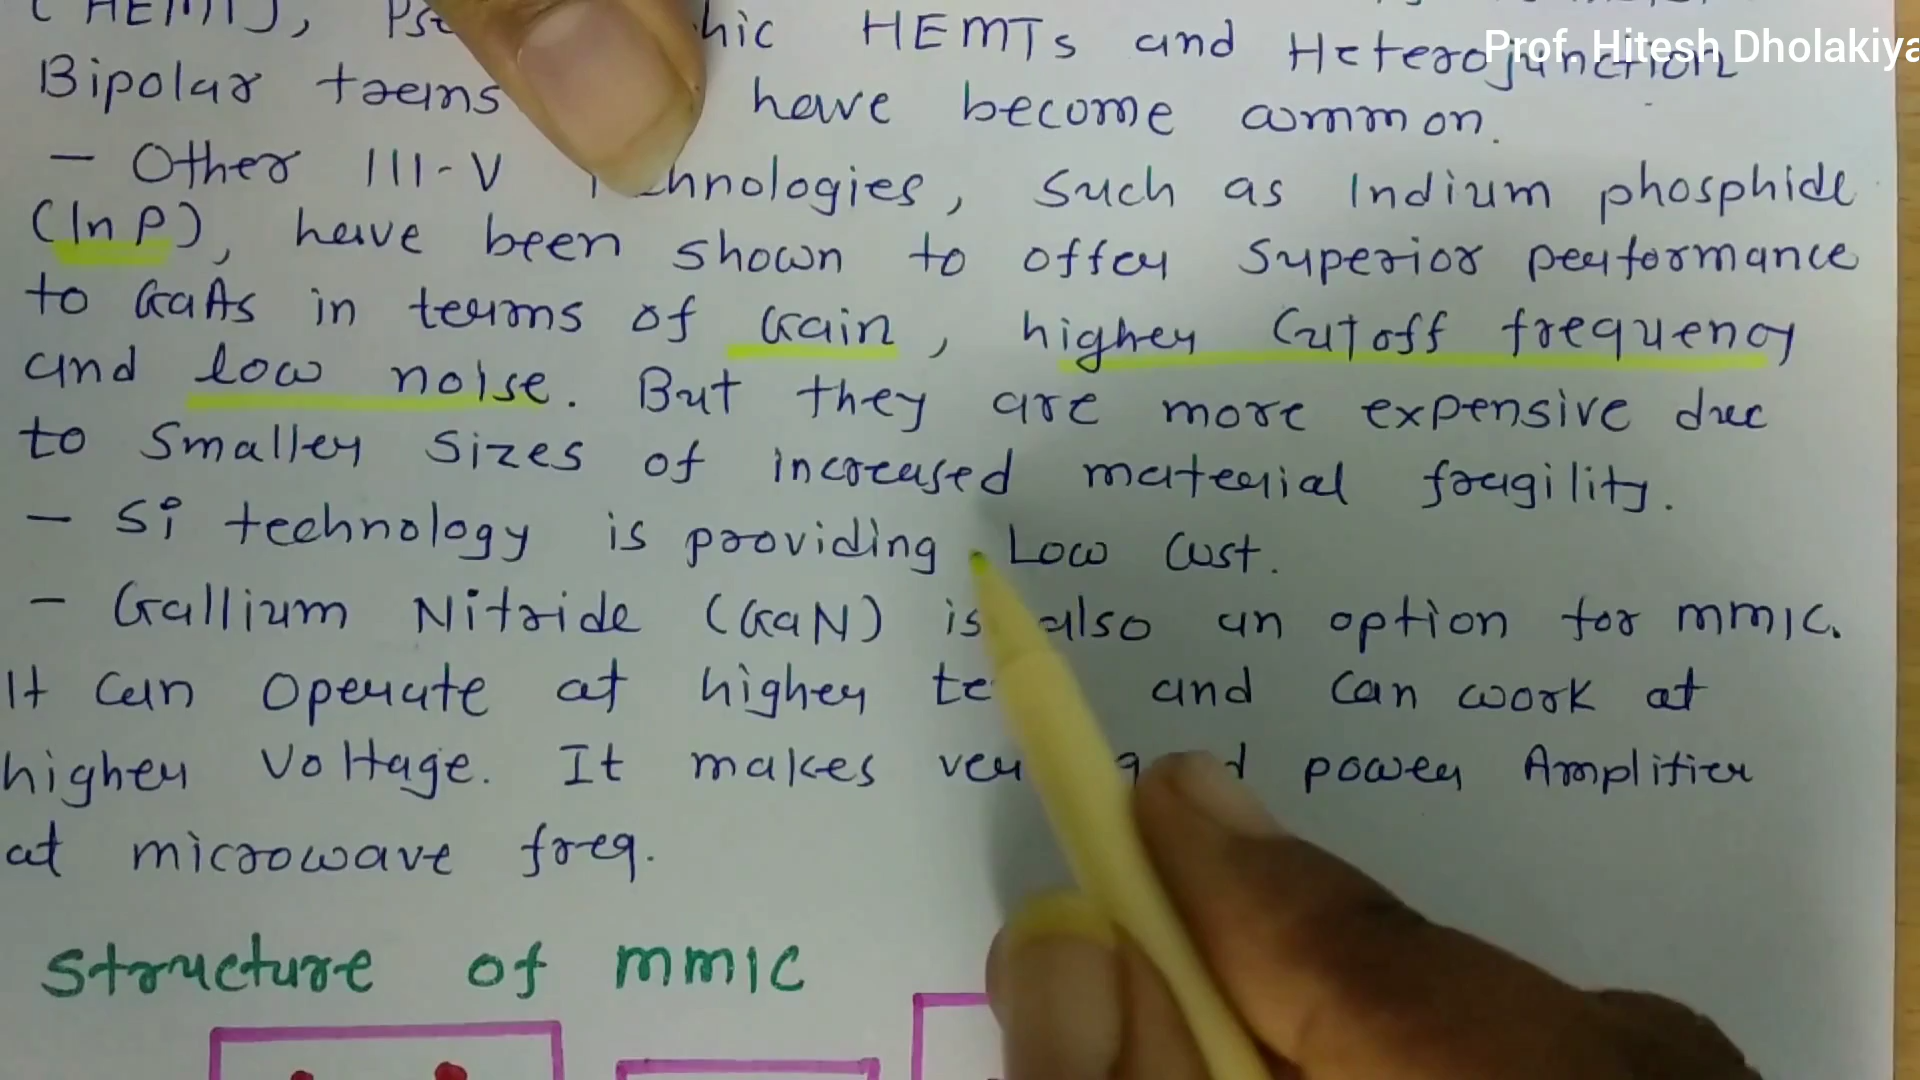 (HEMT), hic HEMTs and Heterojunction
Prof. Hitesh Dholakiya
Bipolar trans have become common.
- Other III-V Technologies, Such as Indium phosphide
(InP), have been shown to offer Superior performance
to GaAs in terms of Gain, higher Cutoff frequency
and low noise. But they are more expensive due
to Smaller Sizes of increased material fragility.
- Si technology is providing Low Cost.
- Gallium Nitride (GaN) is also an option for MMIC.
It can Operate at higher te and can work at
higher Voltage. It makes ver power Amplifier
at microwave freq.
Structure of MMIC